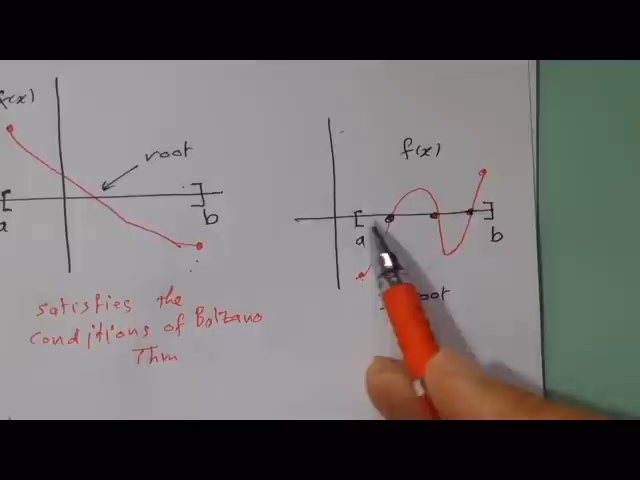 f(x)
root
[
]
a
b
satisfies the
conditions of Bolzano
Thm
f(x)
[
]
a
b